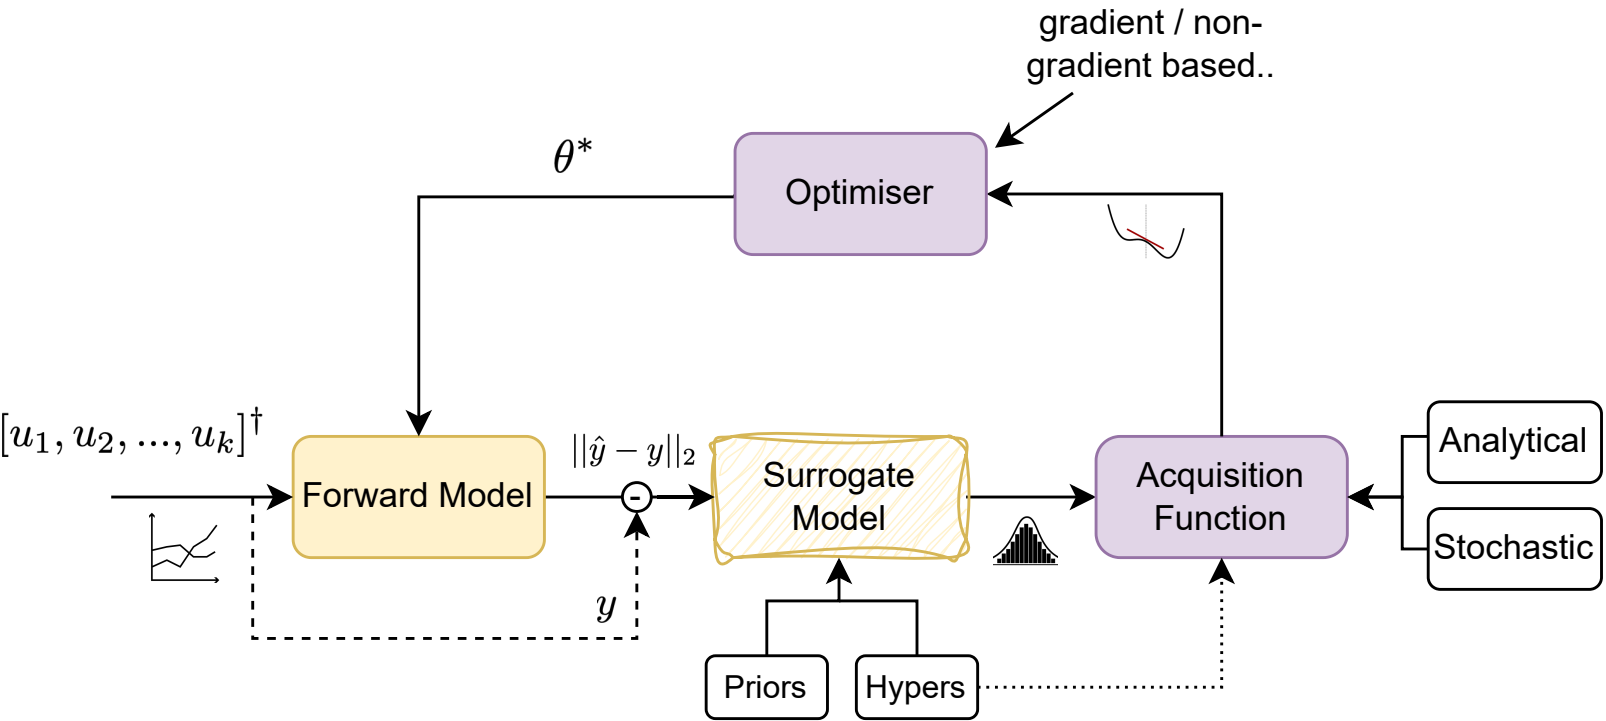 gradient / non-
gradient based..
θ*
Optimiser
[u₁, u₂, ..., uₖ]†
||ŷ − y||₂
Forward Model
-
Surrogate
Model
Acquisition
Function
Analytical
Stochastic
y
Priors
Hypers